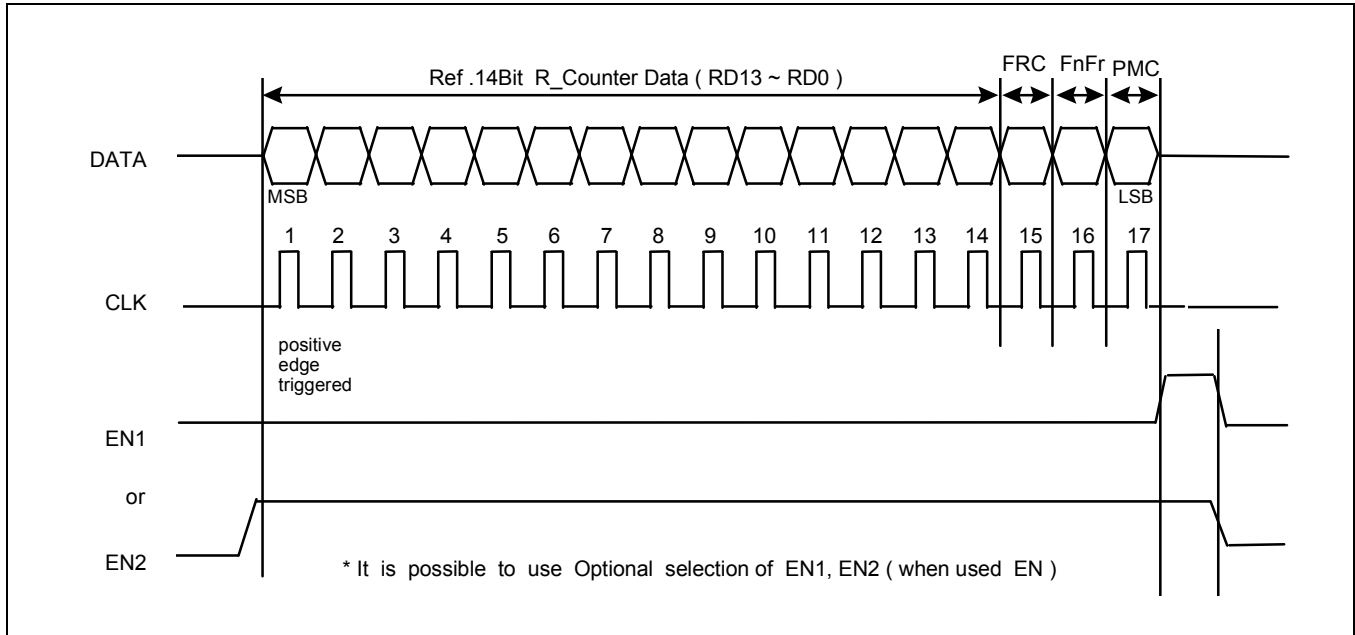 Ref .14Bit R_Counter Data ( RD13 ~ RD0 ) FRC FnFr PMC
DATA
MSB LSB
1 2 3 4 5 6 7 8 9 10 11 12 13 14 15 16 17
CLK
positive
edge
triggered
EN1
or
EN2
* It is possible to use Optional selection of EN1, EN2 ( when used EN )